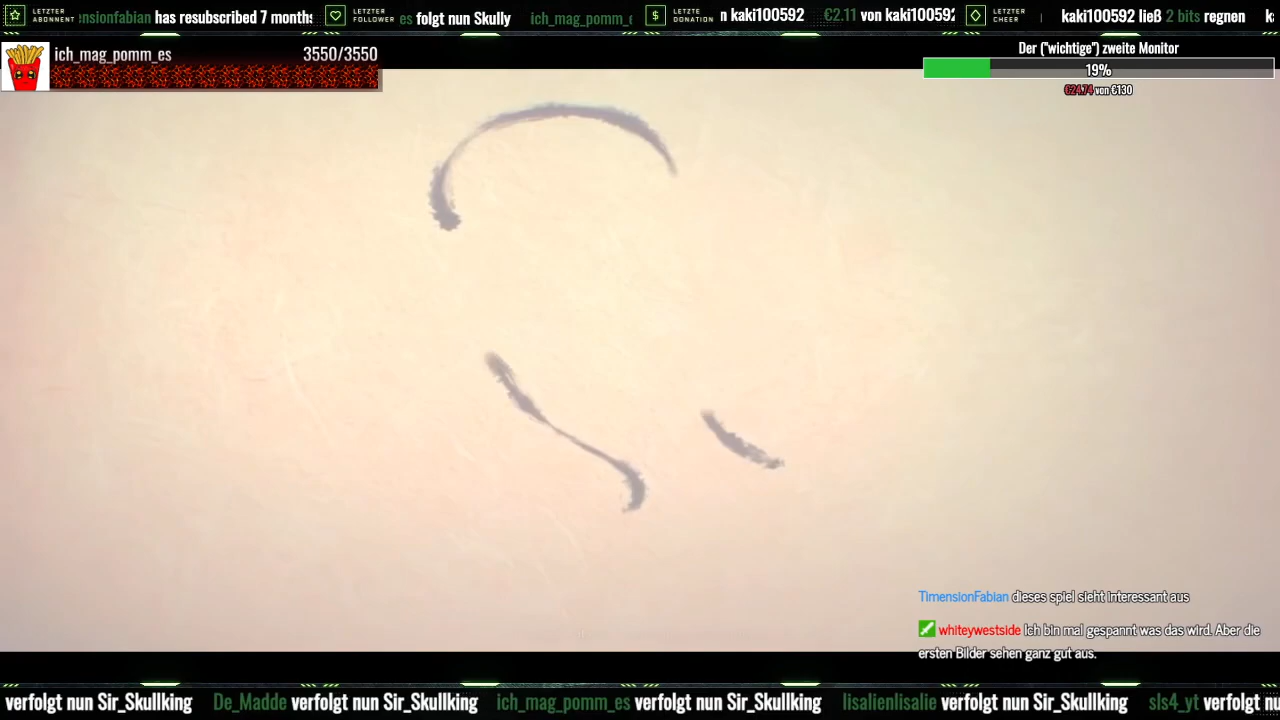 LETZTER ABONNENT
ensionfabian has resubscribed 7 months
LETZTER FOLLOWER
es folgt nun Skully ich_mag_pomm_
LETZTE DONATION
n kaki100592 €2.11 von kaki100592
LETZTER CHEER
kaki100592 ließ 2 bits regnen k
ich_mag_pomm_es 3550/3550
Der ("wichtige") zweite Monitor
19%
€24.74 von €130
TimensionFabian dieses spiel sieht interessant aus
whiteywestside Ich bin mal gespannt was das wird. Aber die
ersten Bilder sehen ganz gut aus.
verfolgt nun Sir_Skullking De_Madde verfolgt nun Sir_Skullking ich_mag_pomm_es verfolgt nun Sir_Skullking lisalienlisalie verfolgt nun Sir_Skullking sls4_yt verfolgt nu